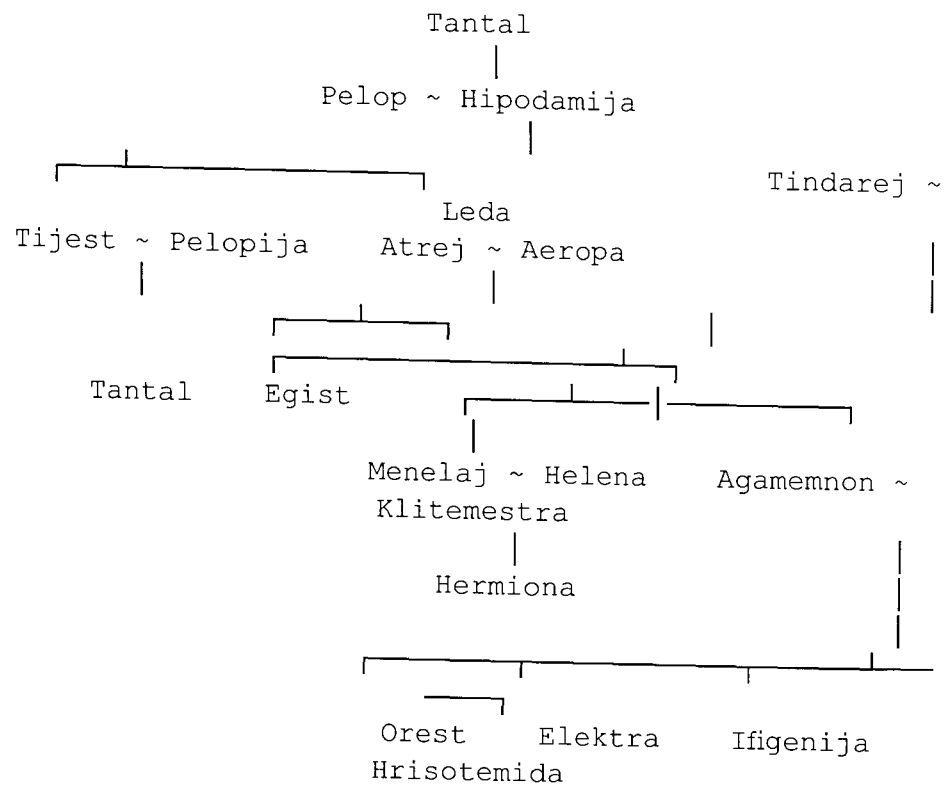 Tantal
Pelop ~ Hipodamija
Tindarej ~
Leda
Tijest ~ Pelopija Atrej ~ Aeropa
Tantal Egist
Menelaj ~ Helena Agamemnon ~
Klitemestra
Hermiona
Orest Elektra Ifigenija
Hrisotemida